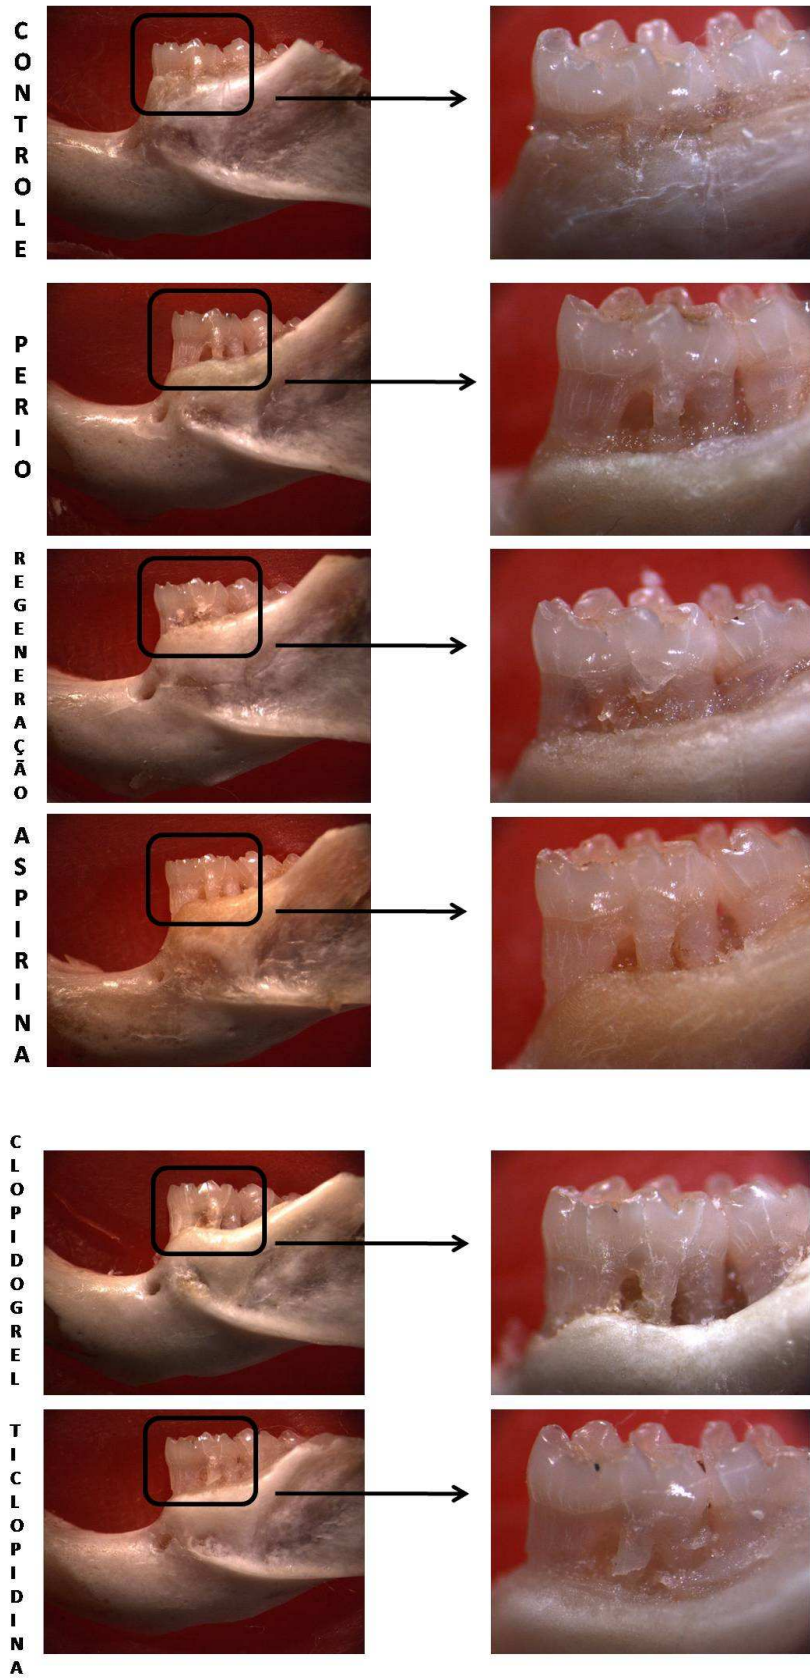 CONTROLE
PERIO
REGENERAÇÃO
ASPIRINA
CLOPIDOGREL
TICLOPIDINA